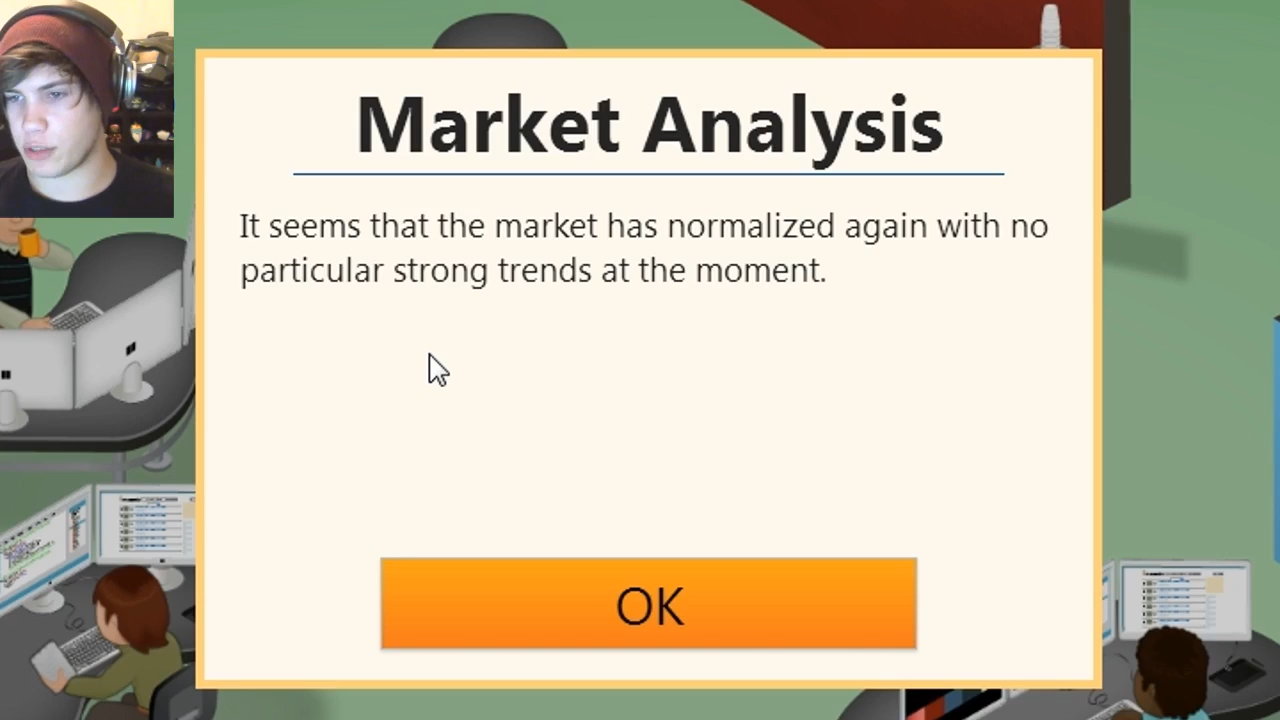 Market Analysis
It seems that the market has normalized again with no
particular strong trends at the moment.
OK